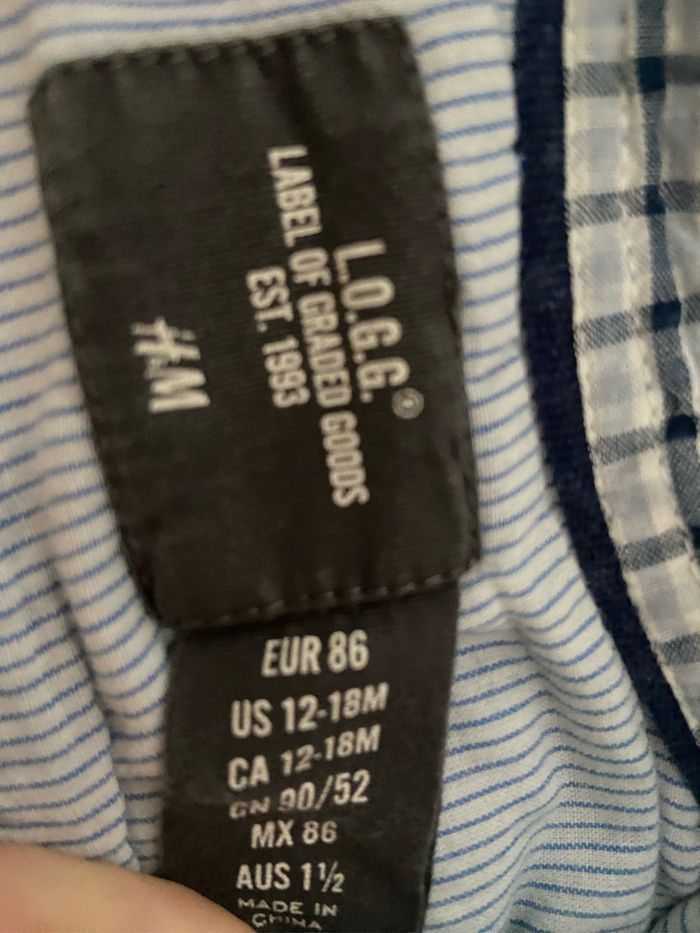 L.O.G.G.®
LABEL OF GRADED GOODS
EST. 1993
H&M
EUR 86
US 12-18M
CA 12-18M
CN 90/52
MX 86
AUS 1½
MADE IN
CHINA